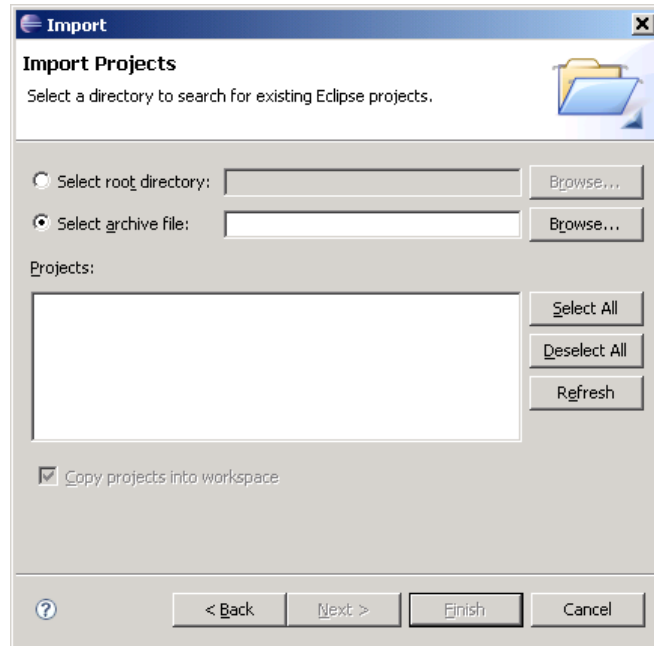 Import
Import Projects
Select a directory to search for existing Eclipse projects.
Select root directory:
Browse...
Select archive file:
Browse...
Projects:
Select All
Deselect All
Refresh
Copy projects into workspace
?
< Back
Next >
Finish
Cancel